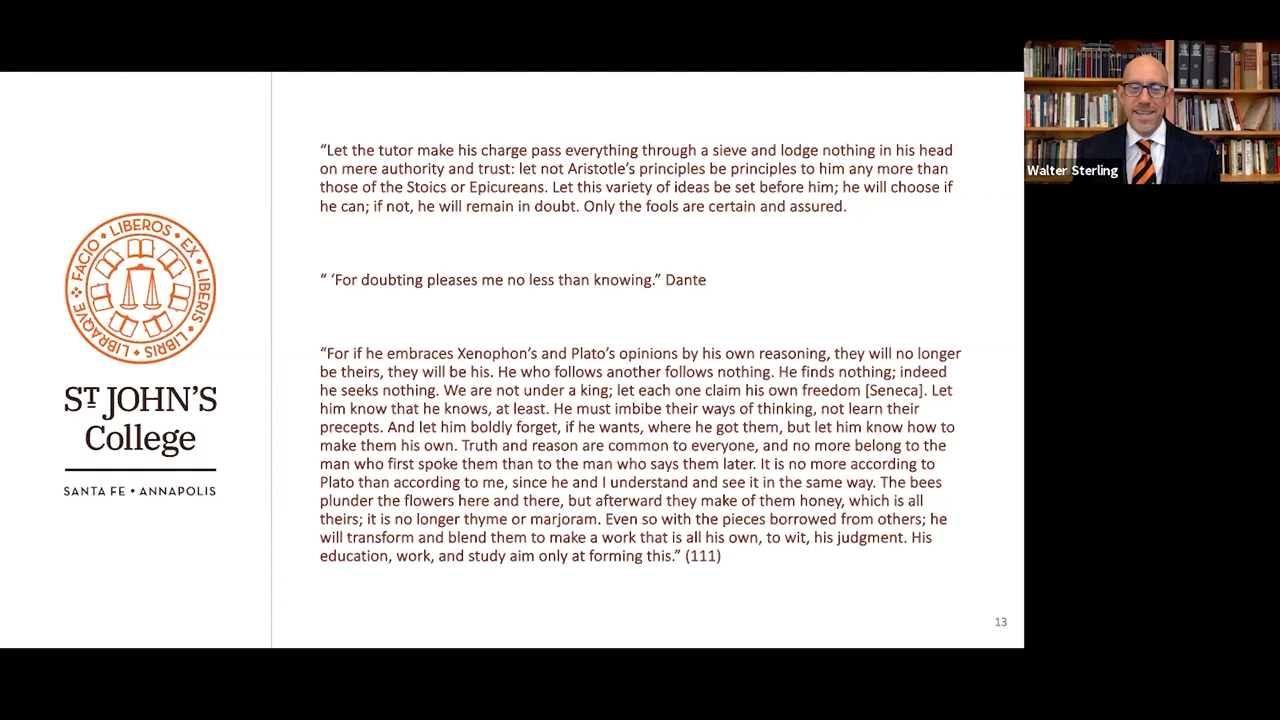 FACIO LIBEROS EX LIBERIS LIBRIS LIBRAQVE
ST JOHN'S
College
SANTA FE • ANNAPOLIS
“Let the tutor make his charge pass everything through a sieve and lodge nothing in his head
on mere authority and trust: let not Aristotle’s principles be principles to him any more than
those of the Stoics or Epicureans. Let this variety of ideas be set before him; he will choose if
he can; if not, he will remain in doubt. Only the fools are certain and assured.
“ ‘For doubting pleases me no less than knowing.” Dante
“For if he embraces Xenophon’s and Plato’s opinions by his own reasoning, they will no longer
be theirs, they will be his. He who follows another follows nothing. He finds nothing; indeed
he seeks nothing. We are not under a king; let each one claim his own freedom [Seneca]. Let
him know that he knows, at least. He must imbibe their ways of thinking, not learn their
precepts. And let him boldly forget, if he wants, where he got them, but let him know how to
make them his own. Truth and reason are common to everyone, and no more belong to the
man who first spoke them than to the man who says them later. It is no more according to
Plato than according to me, since he and I understand and see it in the same way. The bees
plunder the flowers here and there, but afterward they make of them honey, which is all
theirs; it is no longer thyme or marjoram. Even so with the pieces borrowed from others; he
will transform and blend them to make a work that is all his own, to wit, his judgment. His
education, work, and study aim only at forming this.” (111)
13
Walter Sterling